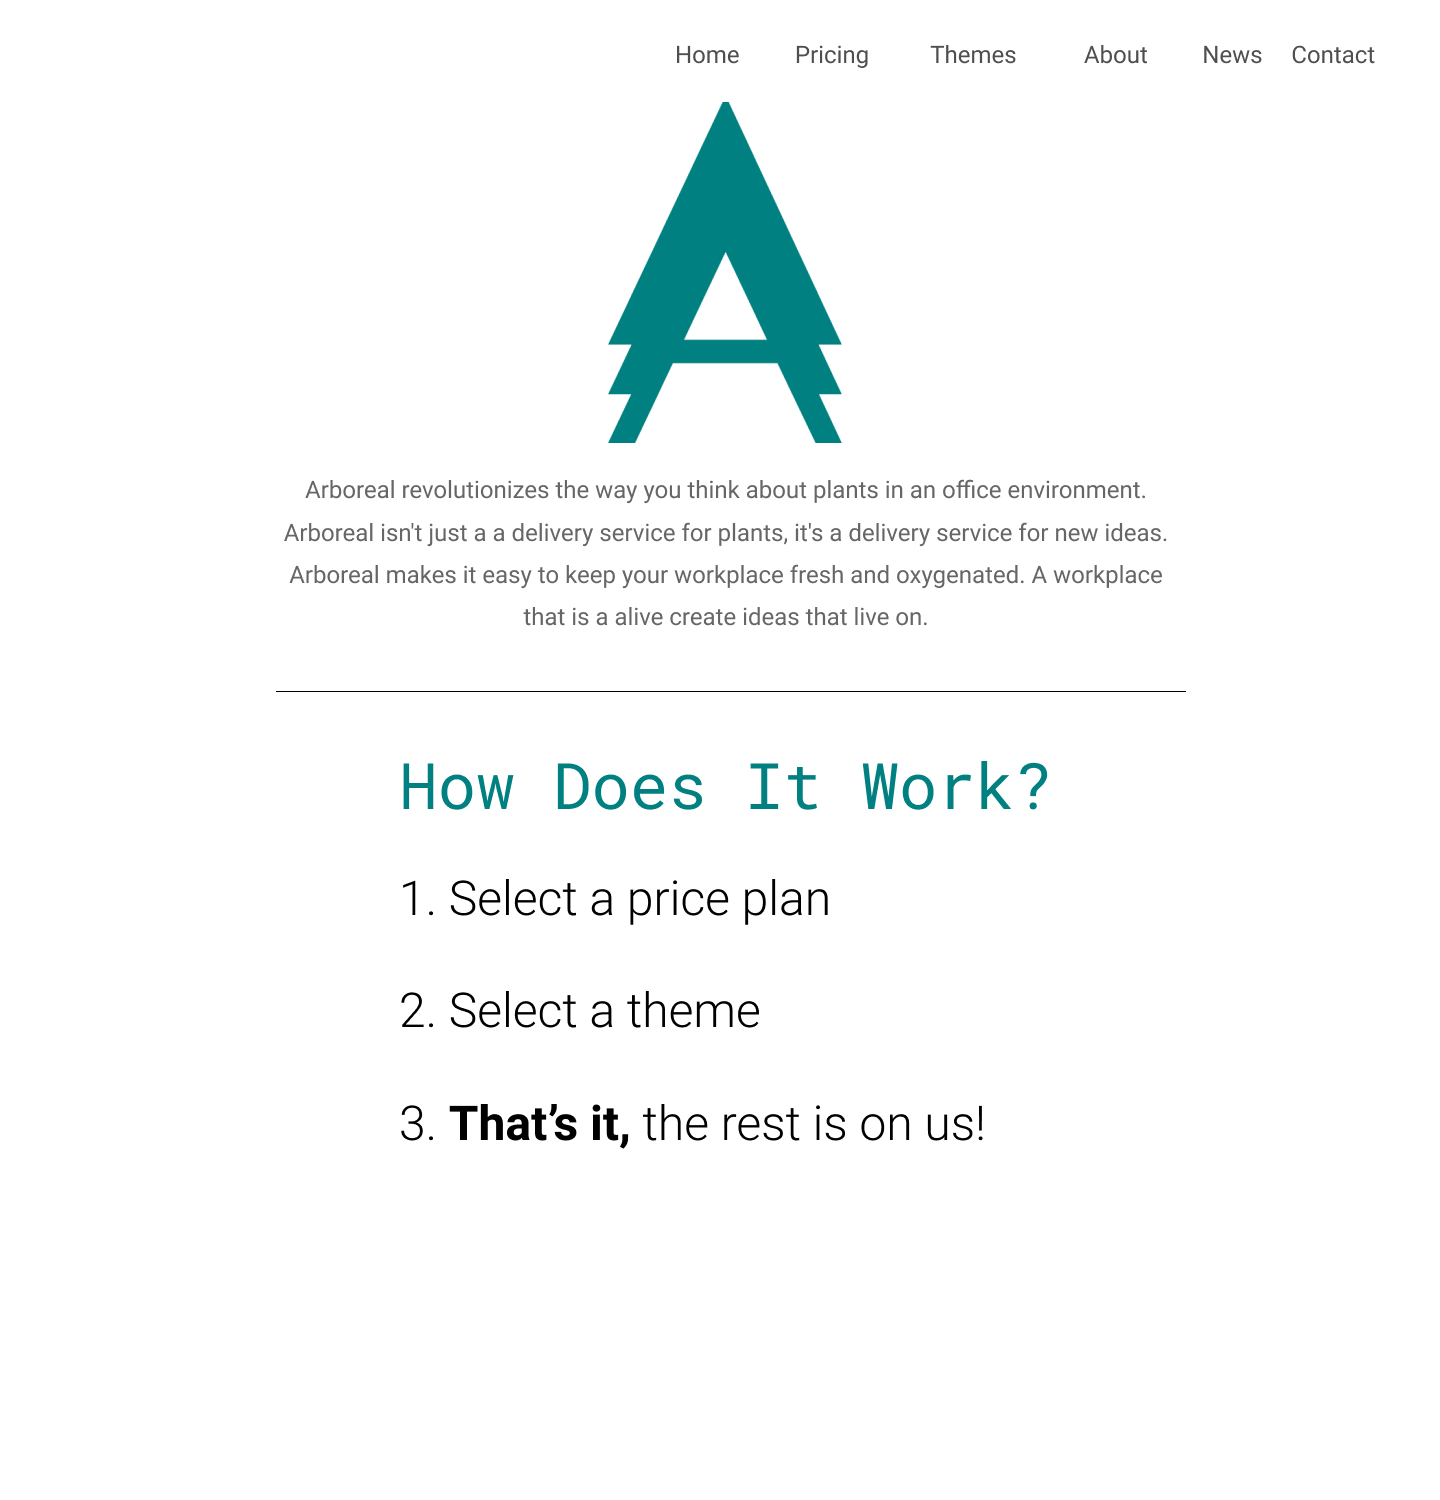 Home Pricing Themes About News Contact
A
Arboreal revolutionizes the way you think about plants in an office environment.
Arboreal isn't just a a delivery service for plants, it's a delivery service for new ideas.
Arboreal makes it easy to keep your workplace fresh and oxygenated. A workplace
that is a alive create ideas that live on.
How Does It Work?
1. Select a price plan
2. Select a theme
3. That’s it, the rest is on us!